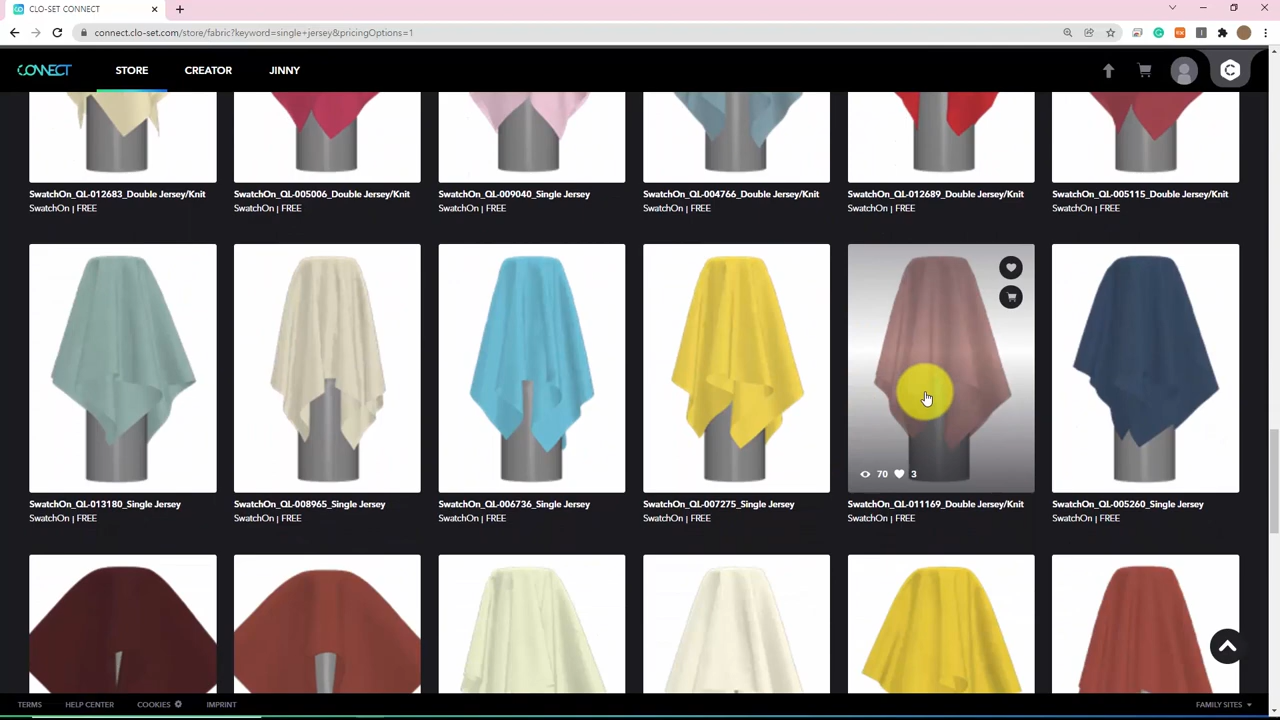 CLO-SET CONNECT
connect.clo-set.com/store/fabric?keyword=single+jersey&pricingOptions=1
CONNECT
STORE
CREATOR
JINNY
C
SwatchOn_QL-012683_Double Jersey/Knit
SwatchOn | FREE
SwatchOn_QL-005006_Double Jersey/Knit
SwatchOn | FREE
SwatchOn_QL-009040_Single Jersey
SwatchOn | FREE
SwatchOn_QL-004766_Double Jersey/Knit
SwatchOn | FREE
SwatchOn_QL-012689_Double Jersey/Knit
SwatchOn | FREE
SwatchOn_QL-005115_Double Jersey/Knit
SwatchOn | FREE
70 3
SwatchOn_QL-013180_Single Jersey
SwatchOn | FREE
SwatchOn_QL-008965_Single Jersey
SwatchOn | FREE
SwatchOn_QL-006736_Single Jersey
SwatchOn | FREE
SwatchOn_QL-007275_Single Jersey
SwatchOn | FREE
SwatchOn_QL-011169_Double Jersey/Knit
SwatchOn | FREE
SwatchOn_QL-005260_Single Jersey
SwatchOn | FREE
TERMS
HELP CENTER
COOKIES
IMPRINT
FAMILY SITES